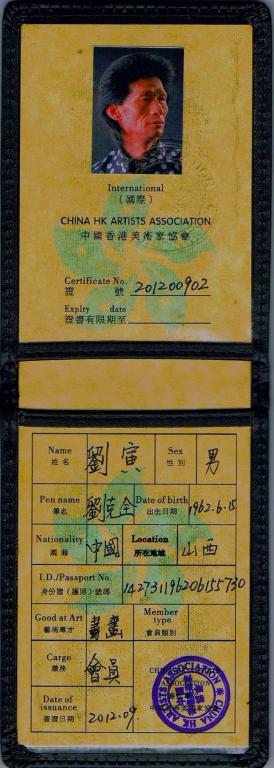 International
(國際)
CHINA HK ARTISTS ASSOCIATION
中國香港美術家協會
Certificate No. 201200902
證 號
Expiry date
證書有限期至
Name 劉寅 Sex 男
姓名 性別
Pen name 劉克全 Date of birth 1962.6.15
筆名 出生日期
Nationality 中國 Location 山西
國籍 所在地域
I.D./Passport No. 142731196206155730
身份證(護照)號碼
Good at Art 書畫 Member type
藝術專才 會員類別
Cargo 會員
職務
Date of issuance 2012.09.
簽證日期
CHINA HK ARTISTES ASSOCIATION